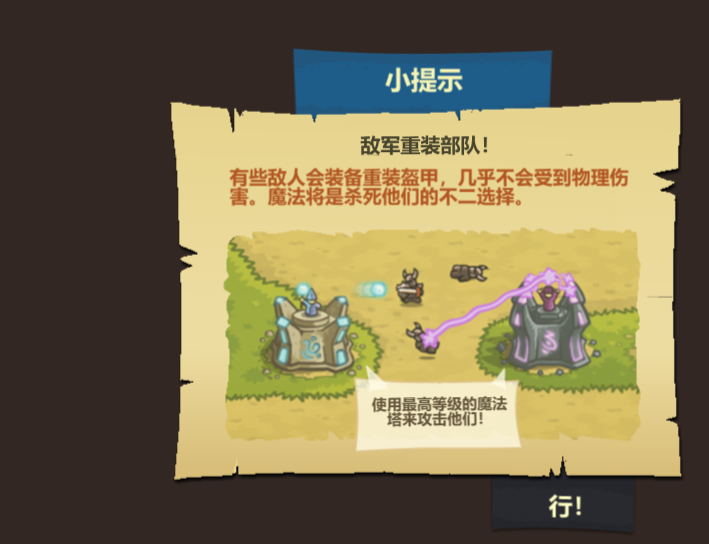 小提示
敌军重装部队！
有些敌人会装备重装盔甲，几乎不会受到物理伤
害。魔法将是杀死他们的不二选择。
使用最高等级的魔法
塔来攻击他们！
行！